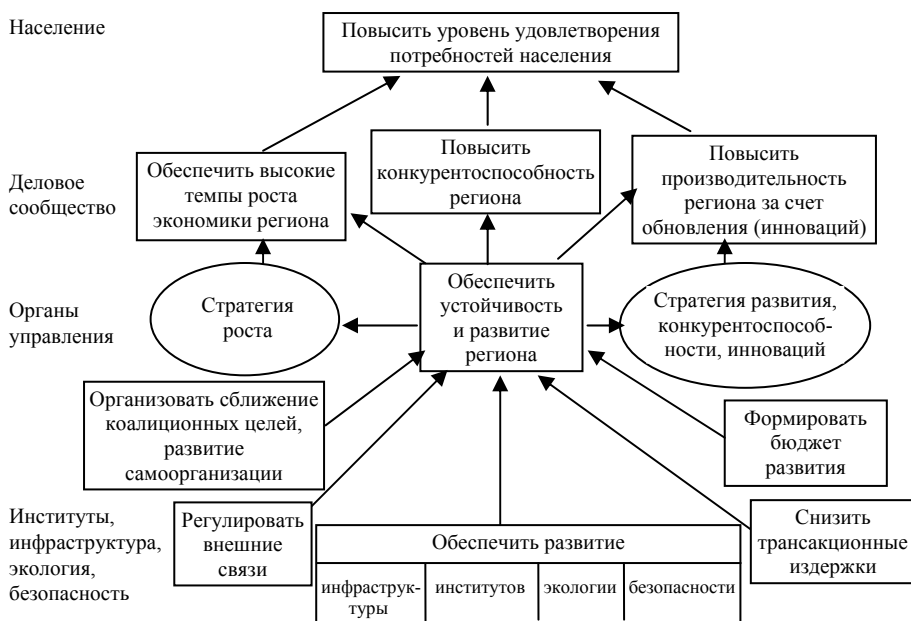 Население
Повысить уровень удовлетворения
потребностей населения
Деловое
сообщество
Обеспечить высокие
темпы роста
экономики региона
Повысить
конкурентоспособность
региона
Повысить
производительность
региона за счет
обновления (инноваций)
Органы
управления
Стратегия
роста
Обеспечить
устойчивость
и развитие
региона
Стратегия развития,
конкурентоспособ-
ности, инноваций
Организовать сближение
коалиционных целей,
развитие
самоорганизации
Формировать
бюджет
развития
Институты,
инфраструктура,
экология,
безопасность
Регулировать
внешние
связи
Обеспечить развитие
инфраструк-
туры
институтов
экологии
безопасности
Снизить
трансакционные
издержки